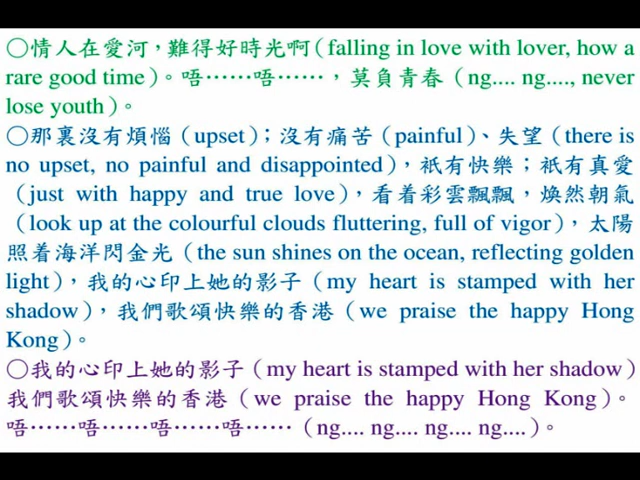 ○情人在愛河，難得好時光啊（falling in love with lover, how a
rare good time）。唔⋯⋯唔⋯⋯，莫負青春（ng.... ng...., never
lose youth）。
○那裏沒有煩惱（upset）；沒有痛苦（painful）、失望（there is
no upset, no painful and disappointed），祇有快樂；祇有真愛
（just with happy and true love），看着彩雲飄飄，煥然朝氣
（look up at the colourful clouds fluttering, full of vigor），太陽
照着海洋閃金光（the sun shines on the ocean, reflecting golden
light），我的心印上她的影子（my heart is stamped with her
shadow），我們歌頌快樂的香港（we praise the happy Hong
Kong）。
○我的心印上她的影子（my heart is stamped with her shadow）
我們歌頌快樂的香港（we praise the happy Hong Kong）。
唔⋯⋯唔⋯⋯唔⋯⋯唔⋯⋯（ng.... ng.... ng.... ng....）。